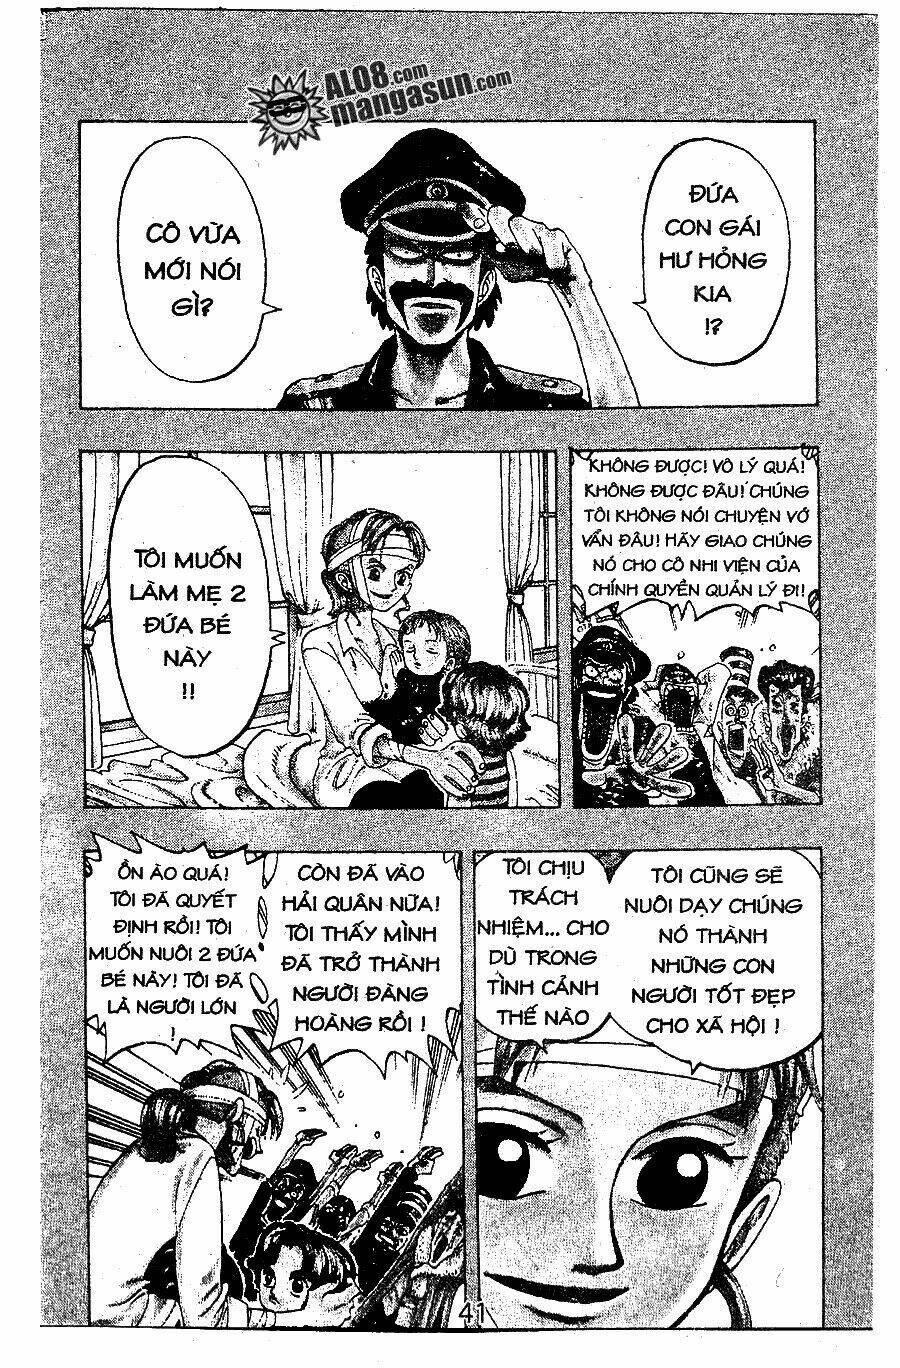 AL08.com
mangasun.com
CÔ VỪA
MỚI NÓI
GÌ?
ĐỨA
CON GÁI
HƯ HỎNG
KIA
!?
TÔI MUỐN
LÀM MẸ 2
ĐỨA BÉ
NÀY
!!
KHÔNG ĐƯỢC! VÔ LÝ QUÁ!
KHÔNG ĐƯỢC ĐÂU! CHÚNG
TÔI KHÔNG NÓI CHUYỆN VỚ
VẨN ĐÂU! HÃY GIAO CHÚNG
NÓ CHO CÔ NHI VIỆN CỦA
CHÍNH QUYỀN QUẢN LÝ ĐI!
ỒN ÀO QUÁ!
TÔI ĐÃ QUYẾT
ĐỊNH RỒI! TÔI
MUỐN NUÔI 2 ĐỨA
BÉ NÀY! TÔI ĐÃ
LÀ NGƯỜI LỚN
!
CÒN ĐÃ VÀO
HẢI QUÂN NỮA!
TÔI THẤY MÌNH
ĐÃ TRỞ THÀNH
NGƯỜI ĐÀNG
HOÀNG RỒI !
TÔI CHỊU
TRÁCH
NHIỆM... CHO
DÙ TRONG
TÌNH CẢNH
THẾ NÀO
TÔI CŨNG SẼ
NUÔI DẠY CHÚNG
NÓ THÀNH
NHỮNG CON
NGƯỜI TỐT ĐẸP
CHO XÃ HỘI !
41